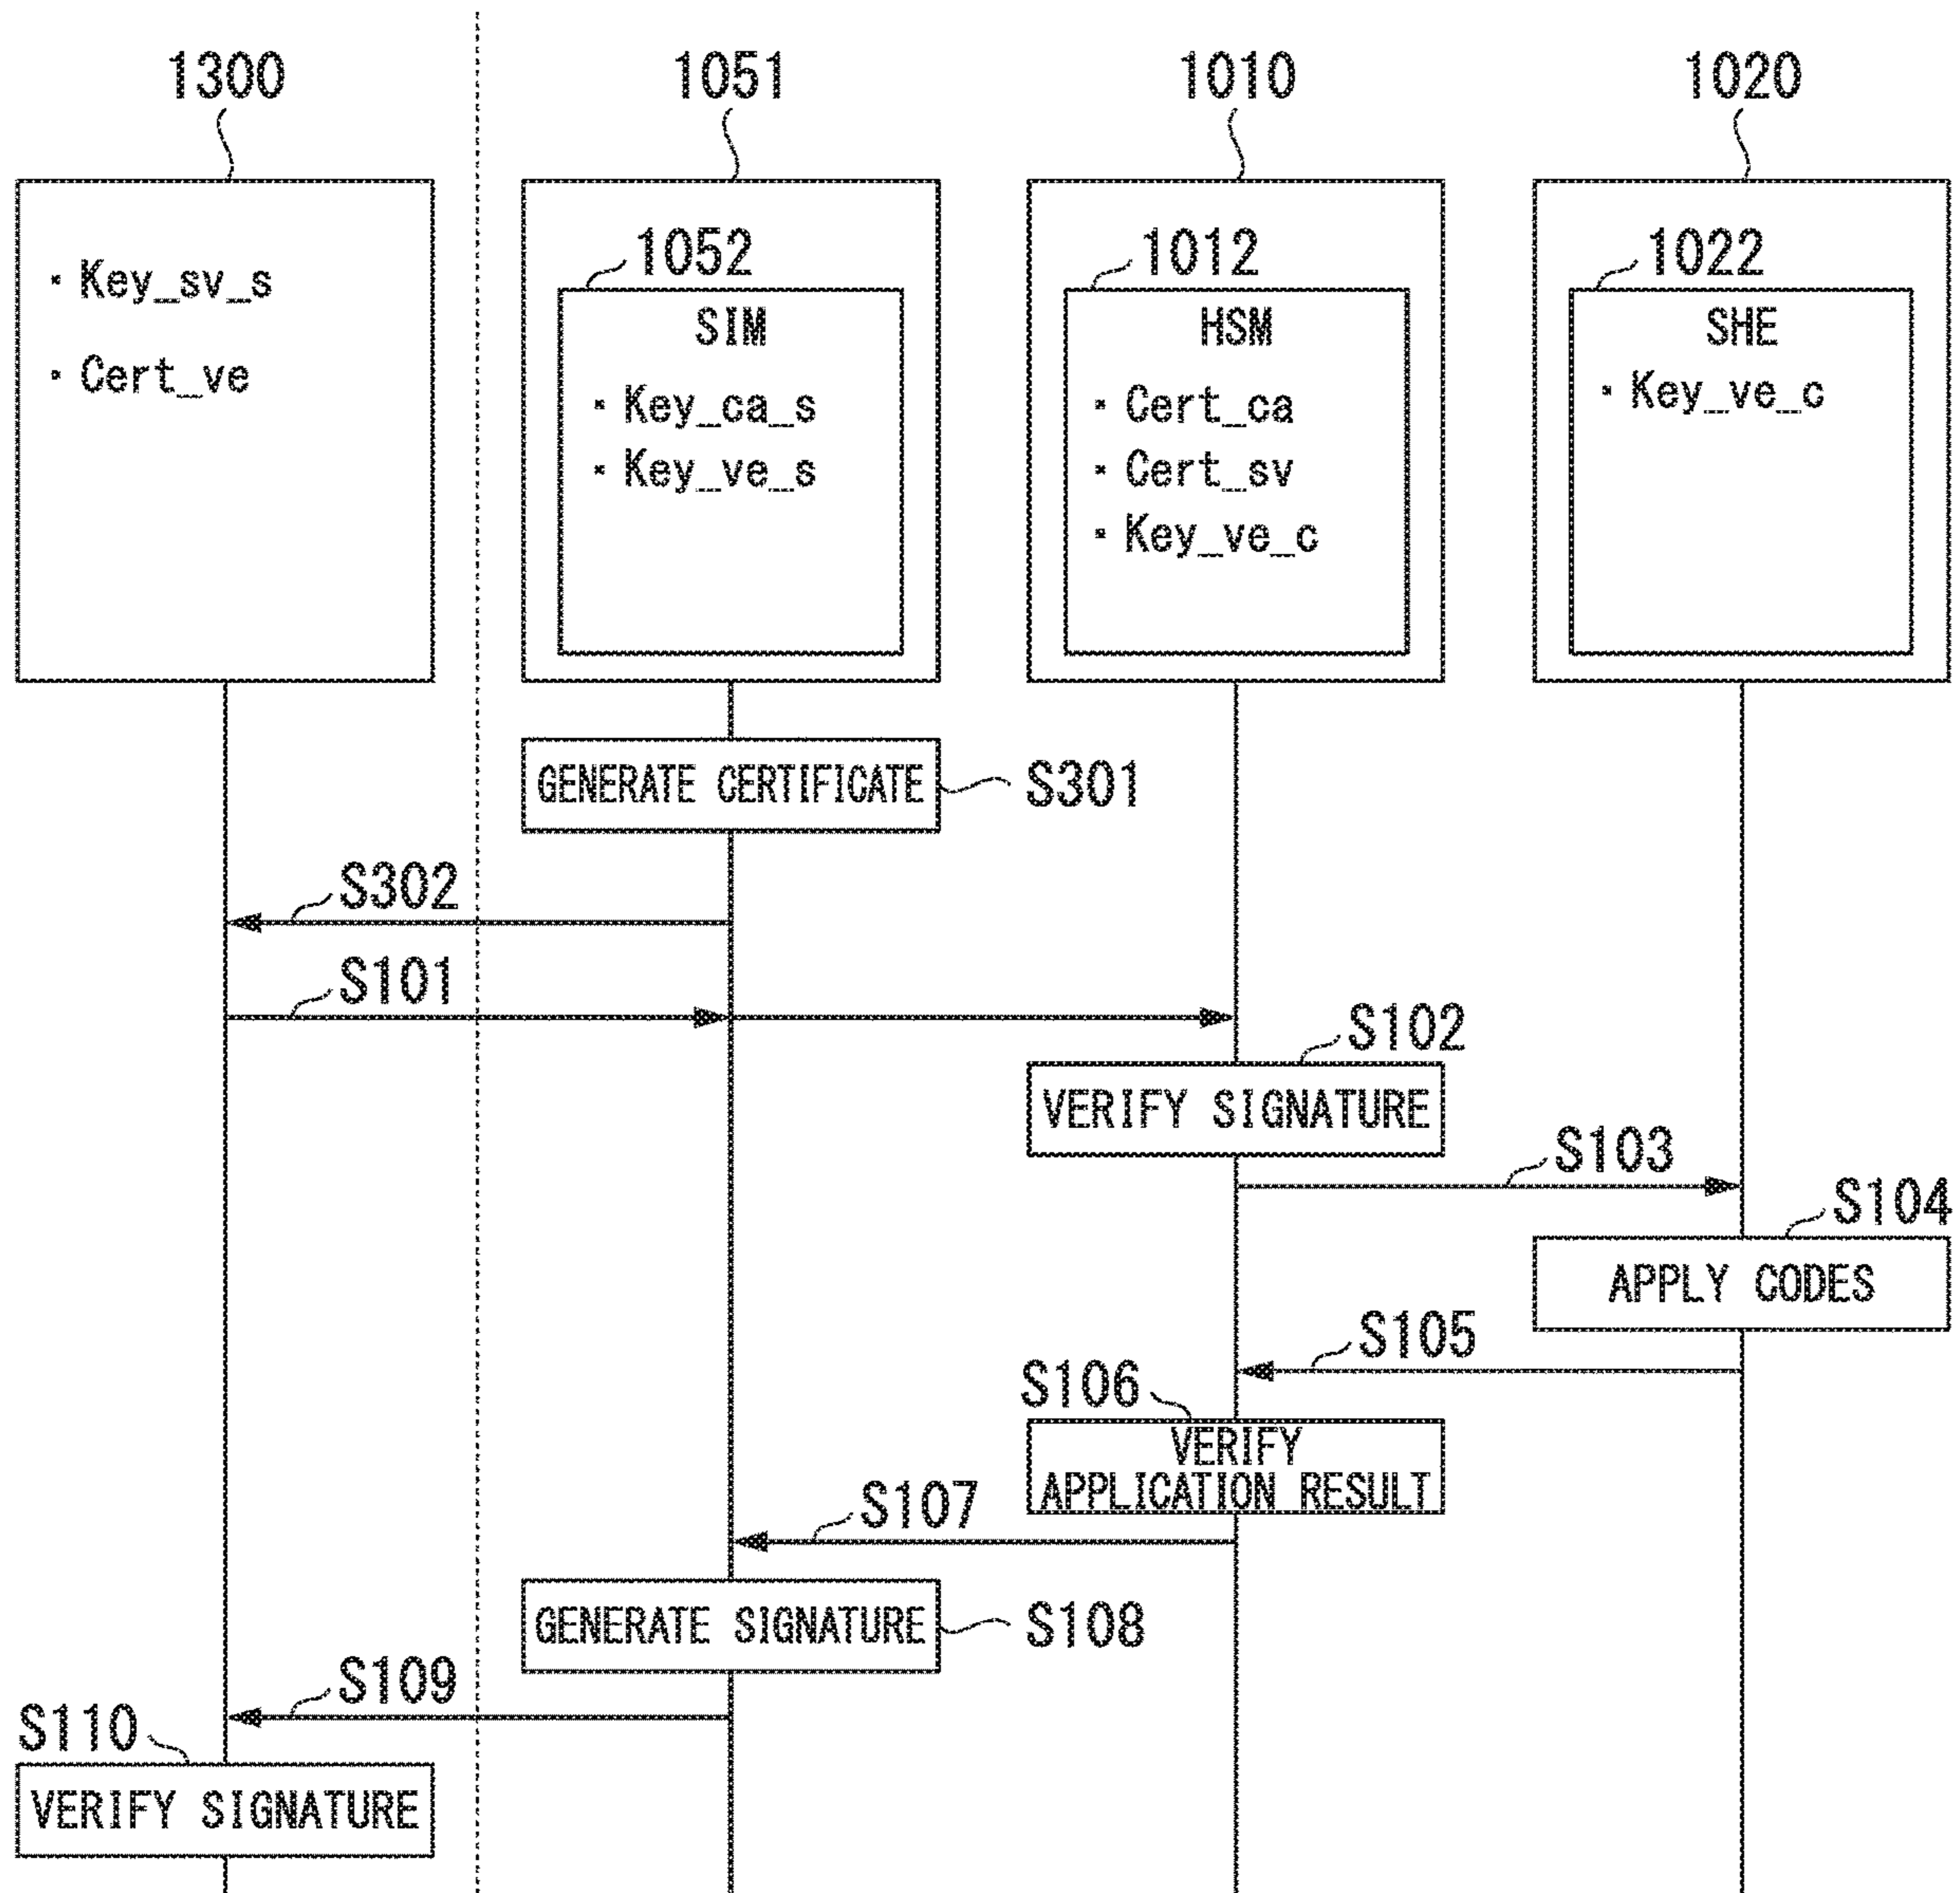 1300
1051
1010
1020
· Key_sv_s
· Cert_ve
1052
SIM
· Key_ca_s
· Key_ve_s
1012
HSM
· Cert_ca
· Cert_sv
· Key_ve_c
1022
SHE
· Key_ve_c
GENERATE CERTIFICATE
S301
S302
S101
S102
VERIFY SIGNATURE
S103
S104
APPLY CODES
S105
S106
VERIFY
APPLICATION RESULT
S107
GENERATE SIGNATURE
S108
S109
S110
VERIFY SIGNATURE